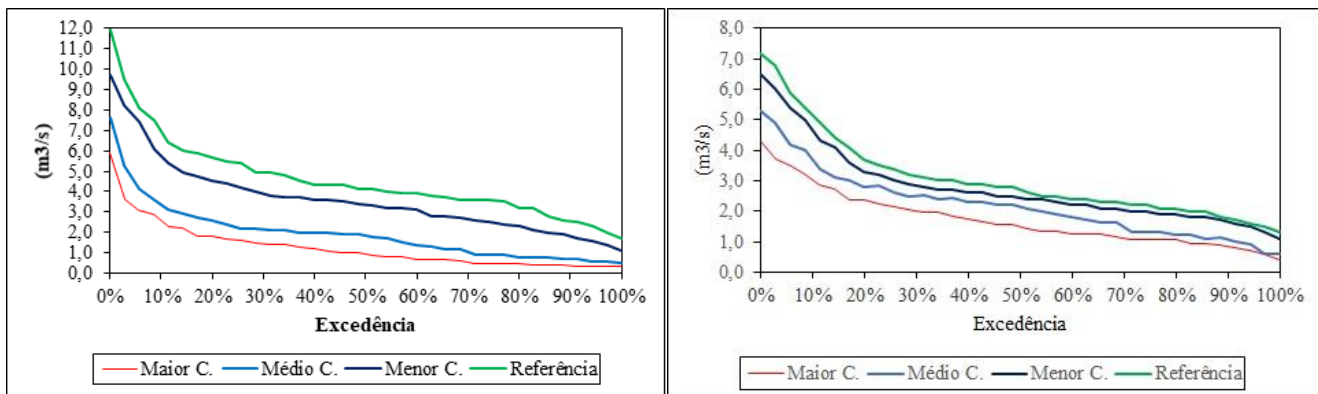 (m3/s)
12,0
11,0
10,0
9,0
8,0
7,0
6,0
5,0
4,0
3,0
2,0
1,0
0,0
0% 10% 20% 30% 40% 50% 60% 70% 80% 90% 100%
Excedência
Maior C. Médio C. Menor C. Referência
(m3/s)
8,0
7,0
6,0
5,0
4,0
3,0
2,0
1,0
0,0
0% 10% 20% 30% 40% 50% 60% 70% 80% 90% 100%
Excedência
Maior C. Médio C. Menor C. Referência